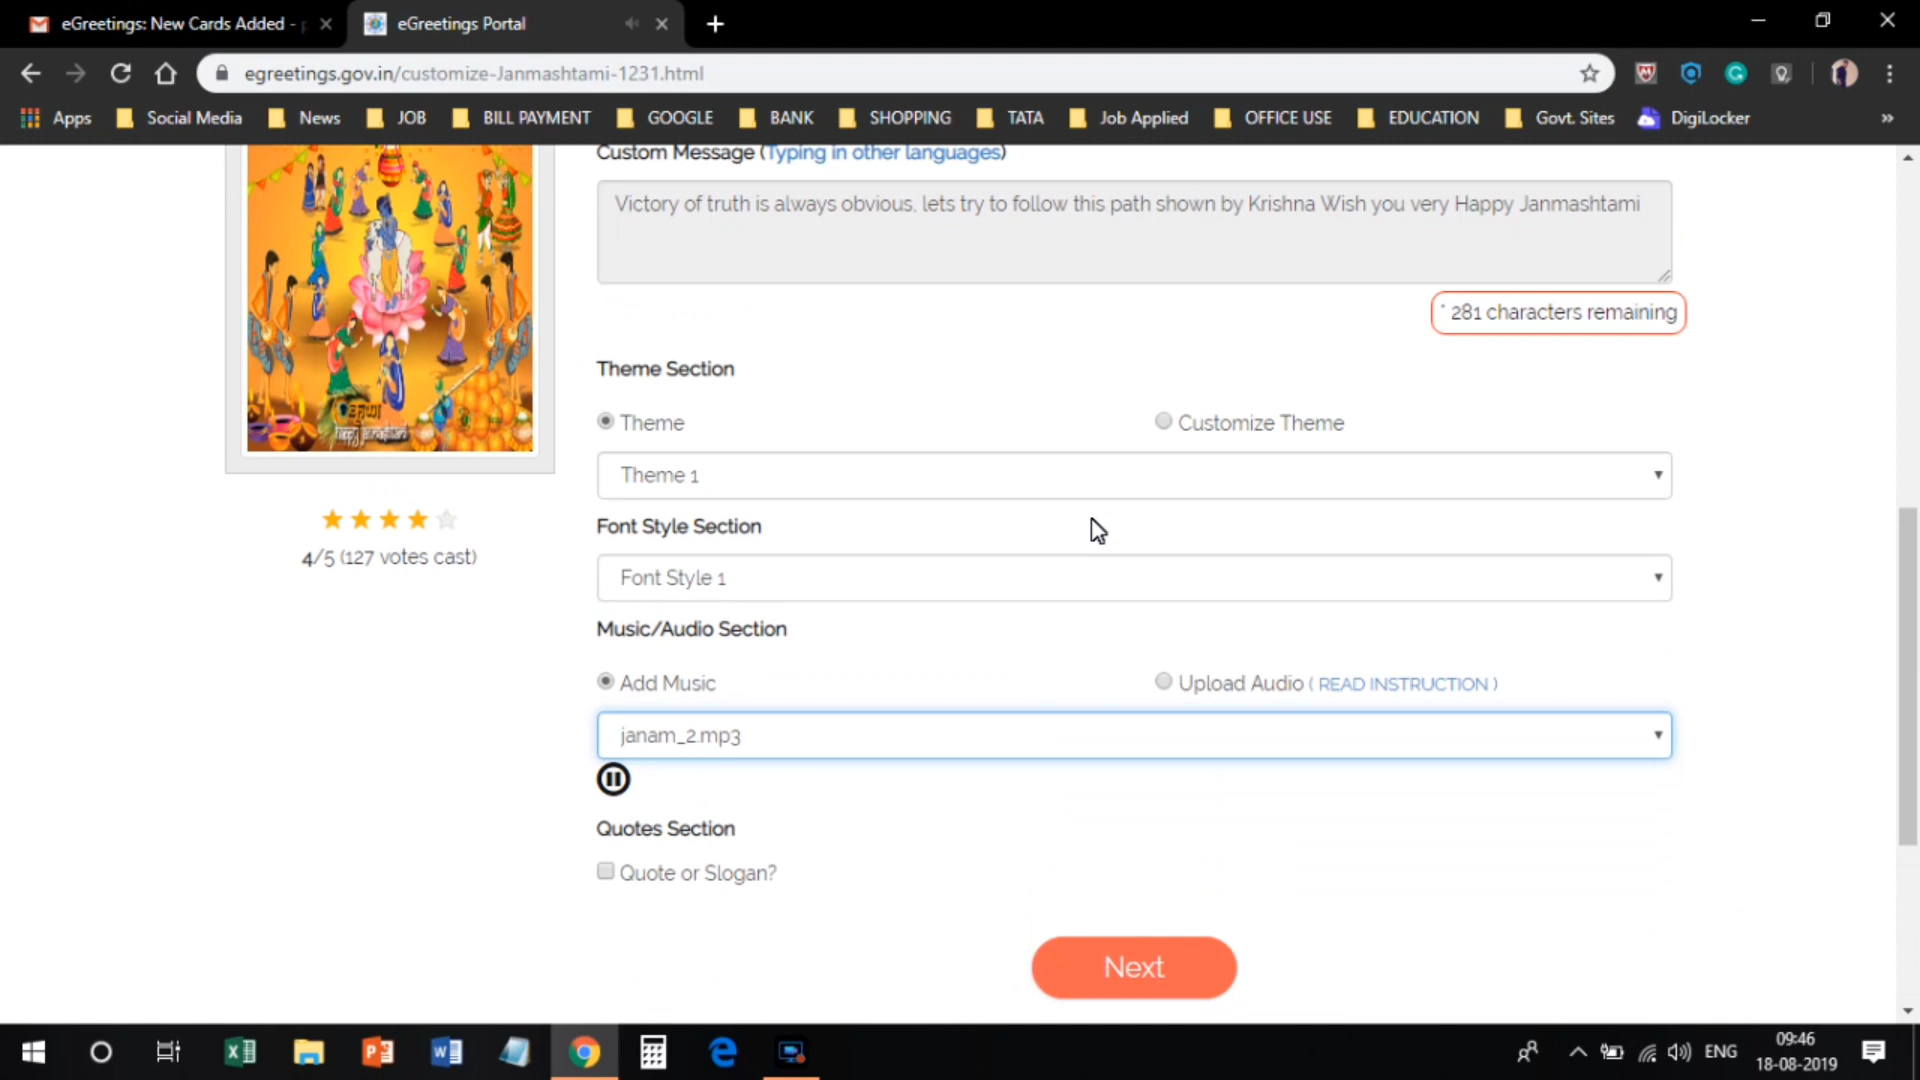 eGreetings: New Cards Added -
eGreetings Portal
egreetings.gov.in/customize-Janmashtami-1231.html
Apps Social Media News JOB BILL PAYMENT GOOGLE BANK SHOPPING TATA Job Applied OFFICE USE EDUCATION Govt. Sites DigiLocker »
Custom Message (Typing in other languages)
Victory of truth is always obvious, lets try to follow this path shown by Krishna Wish you very Happy Janmashtami
* 281 characters remaining
happy janmashtami
4/5 (127 votes cast)
Theme Section
Theme Customize Theme
Theme 1
Font Style Section
Font Style 1
Music/Audio Section
Add Music Upload Audio ( READ INSTRUCTION )
janam_2.mp3
Quotes Section
Quote or Slogan?
Next
ENG
09:46
18-08-2019